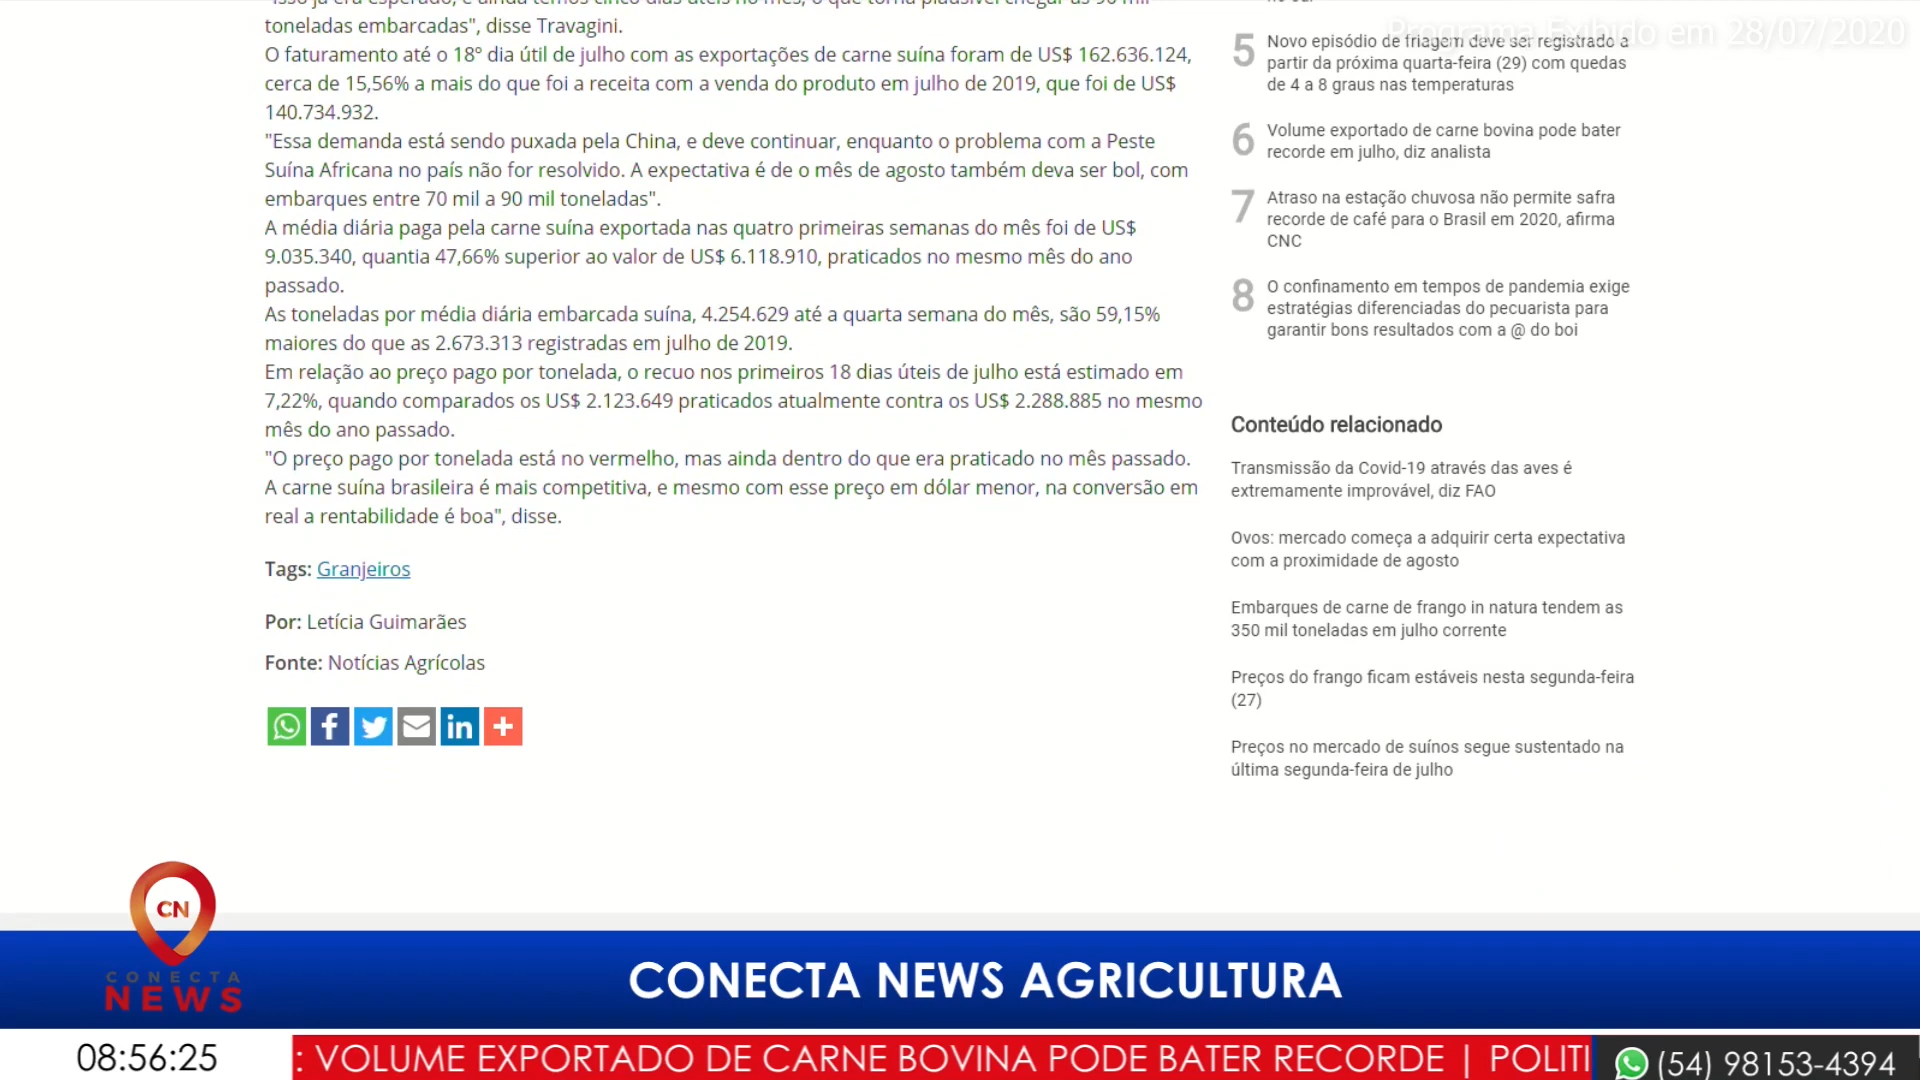 toneladas embarcadas", disse Travagini.
O faturamento até o 18º dia útil de julho com as exportações de carne suína foram de US$ 162.636.124,
cerca de 15,56% a mais do que foi a receita com a venda do produto em julho de 2019, que foi de US$
140.734.932.
"Essa demanda está sendo puxada pela China, e deve continuar, enquanto o problema com a Peste
Suína Africana no país não for resolvido. A expectativa é de o mês de agosto também deva ser bol, com
embarques entre 70 mil a 90 mil toneladas".
A média diária paga pela carne suína exportada nas quatro primeiras semanas do mês foi de US$
9.035.340, quantia 47,66% superior ao valor de US$ 6.118.910, praticados no mesmo mês do ano
passado.
As toneladas por média diária embarcada suína, 4.254.629 até a quarta semana do mês, são 59,15%
maiores do que as 2.673.313 registradas em julho de 2019.
Em relação ao preço pago por tonelada, o recuo nos primeiros 18 dias úteis de julho está estimado em
7,22%, quando comparados os US$ 2.123.649 praticados atualmente contra os US$ 2.288.885 no mesmo
mês do ano passado.
"O preço pago por tonelada está no vermelho, mas ainda dentro do que era praticado no mês passado.
A carne suína brasileira é mais competitiva, e mesmo com esse preço em dólar menor, na conversão em
real a rentabilidade é boa", disse.
Tags: Granjeiros
Por: Letícia Guimarães
Fonte: Notícias Agrícolas
Programa Exibido em 28/07/2020
5 Novo episódio de friagem deve ser registrado a
partir da próxima quarta-feira (29) com quedas
de 4 a 8 graus nas temperaturas
6 Volume exportado de carne bovina pode bater
recorde em julho, diz analista
7 Atraso na estação chuvosa não permite safra
recorde de café para o Brasil em 2020, afirma
CNC
8 O confinamento em tempos de pandemia exige
estratégias diferenciadas do pecuarista para
garantir bons resultados com a @ do boi
Conteúdo relacionado
Transmissão da Covid-19 através das aves é
extremamente improvável, diz FAO
Ovos: mercado começa a adquirir certa expectativa
com a proximidade de agosto
Embarques de carne de frango in natura tendem as
350 mil toneladas em julho corrente
Preços do frango ficam estáveis nesta segunda-feira
(27)
Preços no mercado de suínos segue sustentado na
última segunda-feira de julho
CN
CONECTA
NEWS
CONECTA NEWS AGRICULTURA
08:56:25
: VOLUME EXPORTADO DE CARNE BOVINA PODE BATER RECORDE | POLITI
(54) 98153-4394